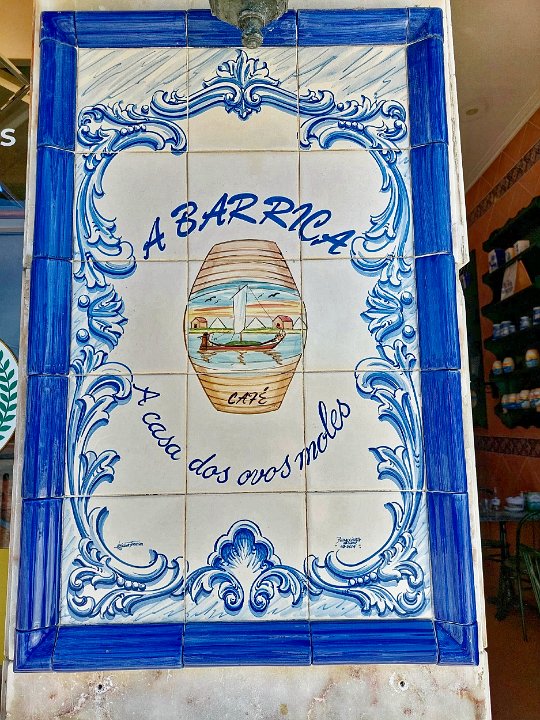 A BARRICA
CAFÉ
A casa dos ovos moles
S